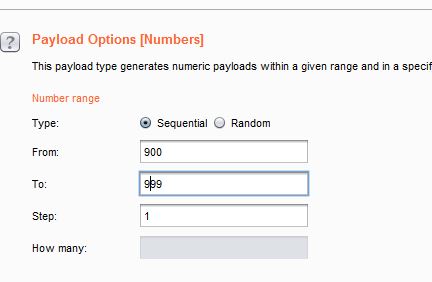 ?
Payload Options [Numbers]
This payload type generates numeric payloads within a given range and in a specif
Number range
Type: Sequential Random
From: 900
To: 999
Step: 1
How many: